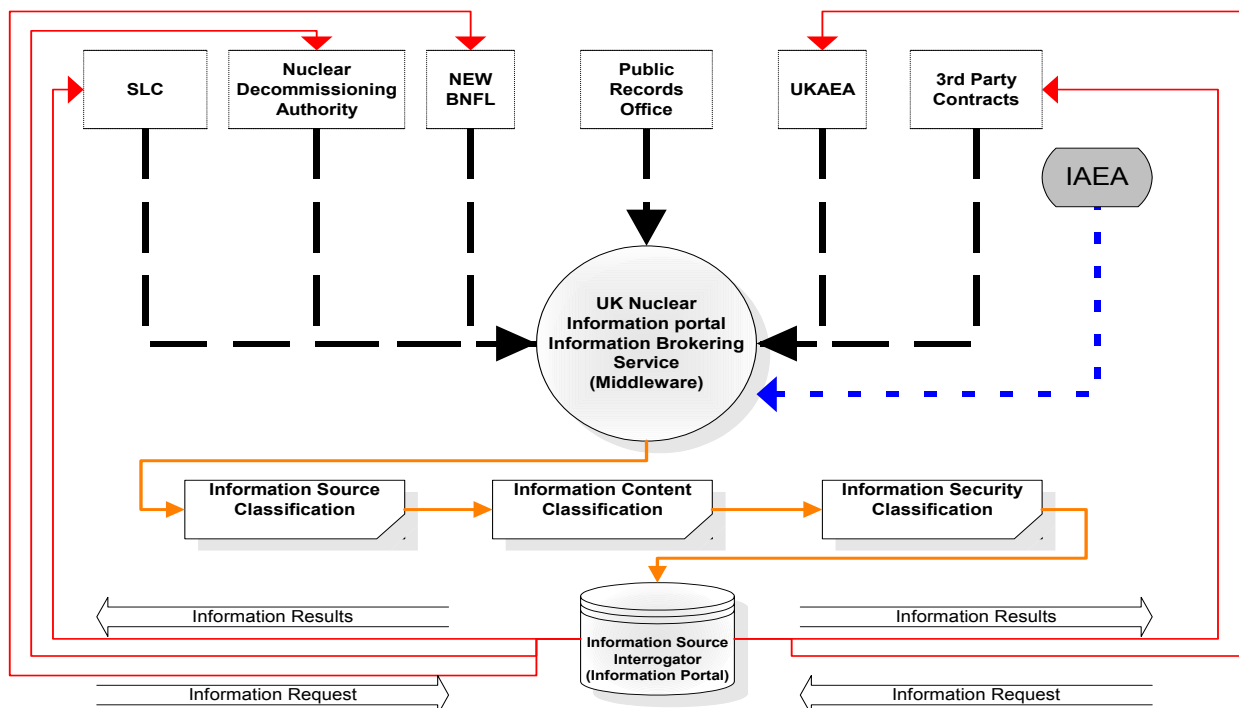 SLC
Nuclear
Decommissioning
Authority
NEW
BNFL
Public
Records
Office
UKAEA
3rd Party
Contracts
IAEA
UK Nuclear
Information portal
Information Brokering
Service
(Middleware)
Information Source
Classification
Information Content
Classification
Information Security
Classification
Information Results
Information Results
Information Source
Interrogator
(Information Portal)
Information Request
Information Request